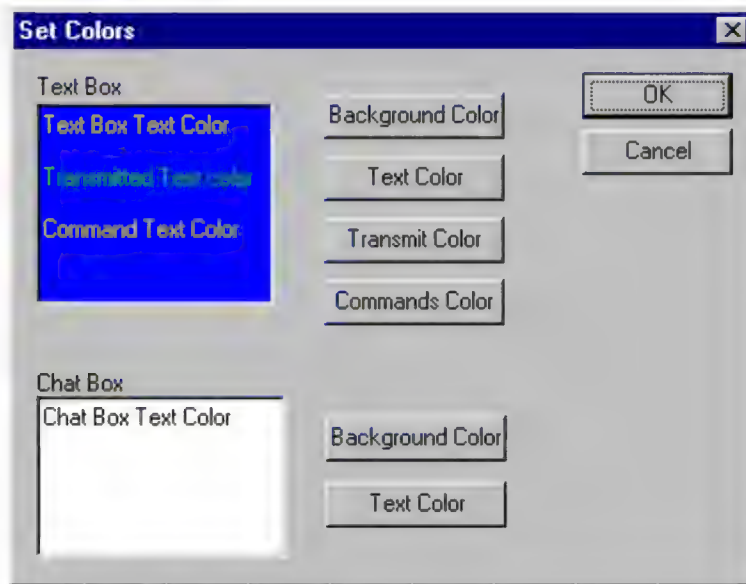 Set Colors
Text Box
Text Box Text Color
Transmitted Text color
Command Text Color
Background Color
Text Color
Transmit Color
Commands Color
OK
Cancel
Chat Box
Chat Box Text Color
Background Color
Text Color